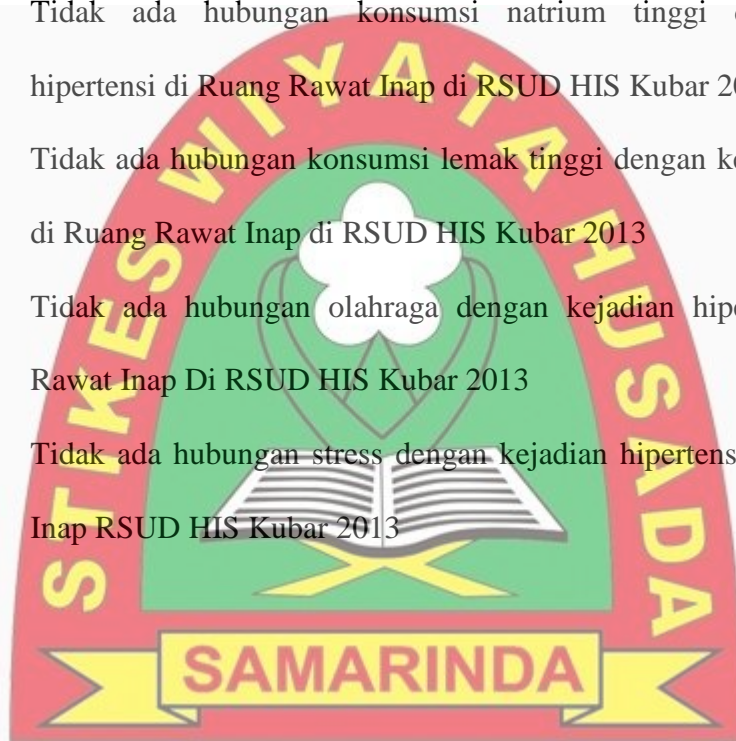 Tidak ada hubungan konsumsi natrium tinggi
hipertensi di Ruang Rawat Inap di RSUD HIS Kubar
Tidak ada hubungan konsumsi lemak tinggi dengan
di Ruang Rawat Inap di RSUD HIS Kubar 2013
Tidak ada hubungan olahraga dengan kejadian
Rawat Inap Di RSUD HIS Kubar 2013
Tidak ada hubungan stress dengan kejadian
Inap RSUD HIS Kubar 2013
STIKES WIYATA HUSADA
SAMARINDA